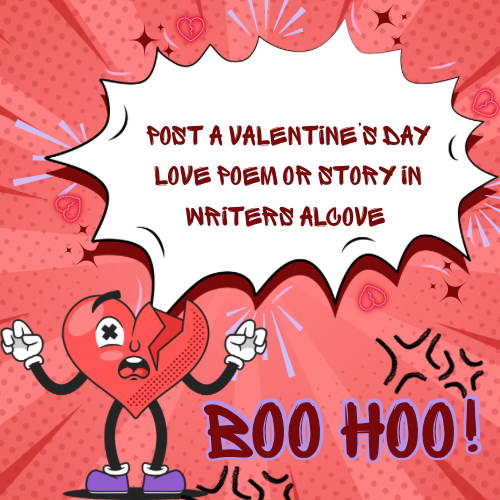 POST A VALENTINE'S DAY
LOVE POEM OR STORY IN
WRITERS ALCOVE
BOO HOO!